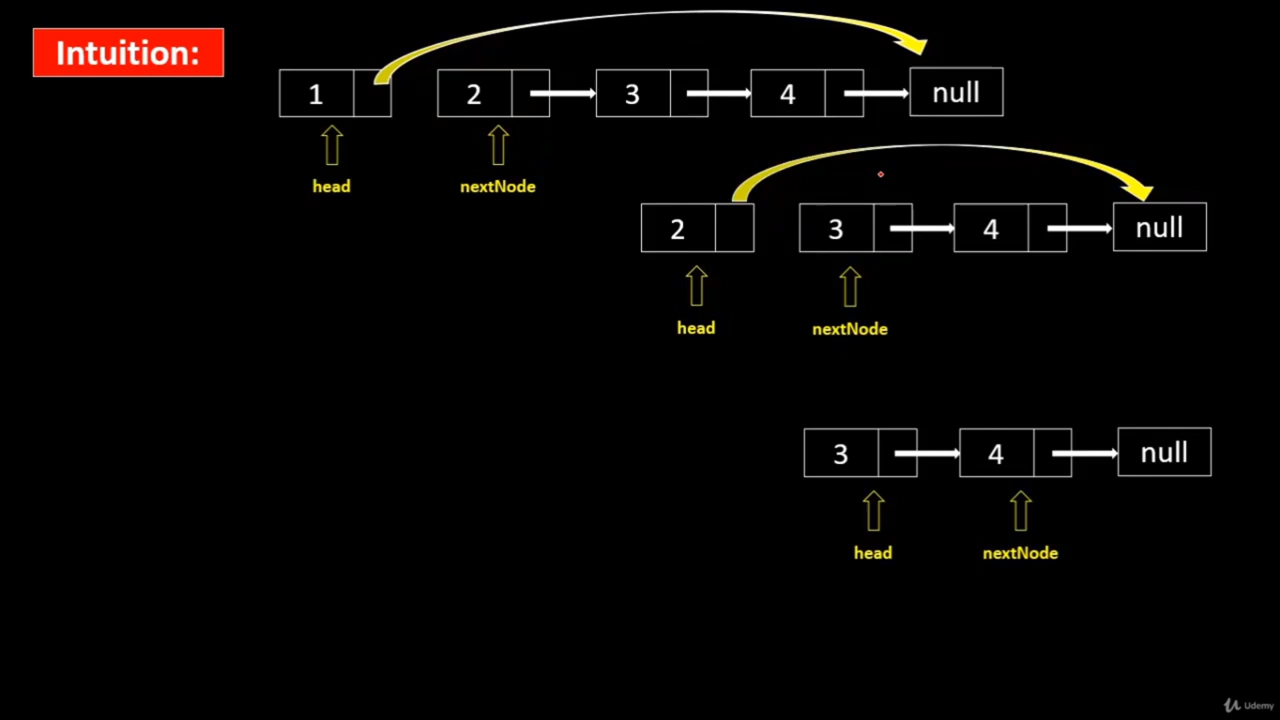 Intuition:
1 2 3 4 null
head nextNode
2 3 4 null
head nextNode
3 4 null
head nextNode
Udemy